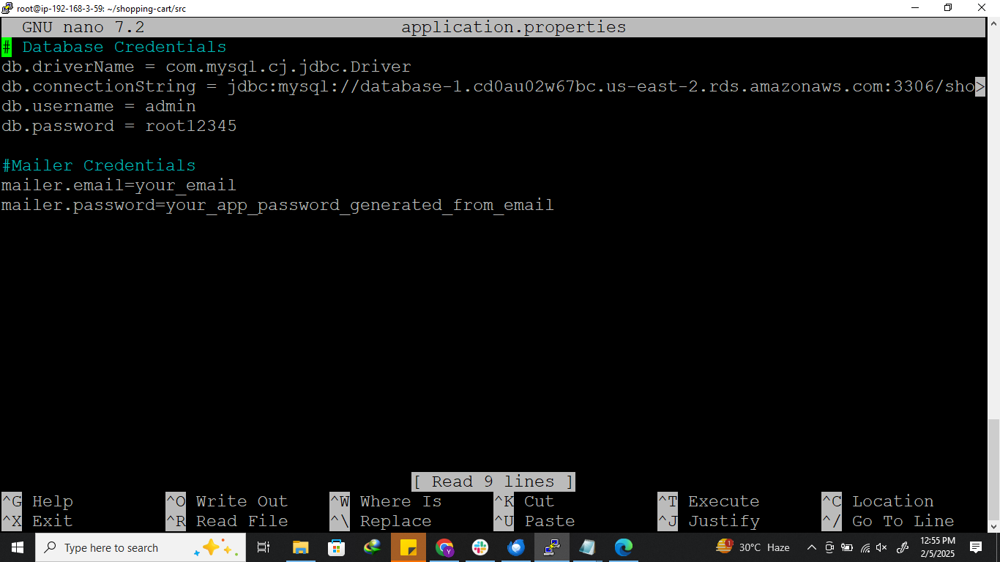 root@ip-192-168-3-59: ~/shopping-cart/src
GNU nano 7.2 application.properties
# Database Credentials
db.driverName = com.mysql.cj.jdbc.Driver
db.connectionString = jdbc:mysql://database-1.cd0au02w67bc.us-east-2.rds.amazonaws.com:3306/sho>
db.username = admin
db.password = root12345
#Mailer Credentials
mailer.email=your_email
mailer.password=your_app_password_generated_from_email
[ Read 9 lines ]
^G Help ^O Write Out ^W Where Is ^K Cut ^T Execute ^C Location
^X Exit ^R Read File ^\ Replace ^U Paste ^J Justify ^/ Go To Line
Type here to search
1
30°C Haze
12:55 PM
2/5/2025